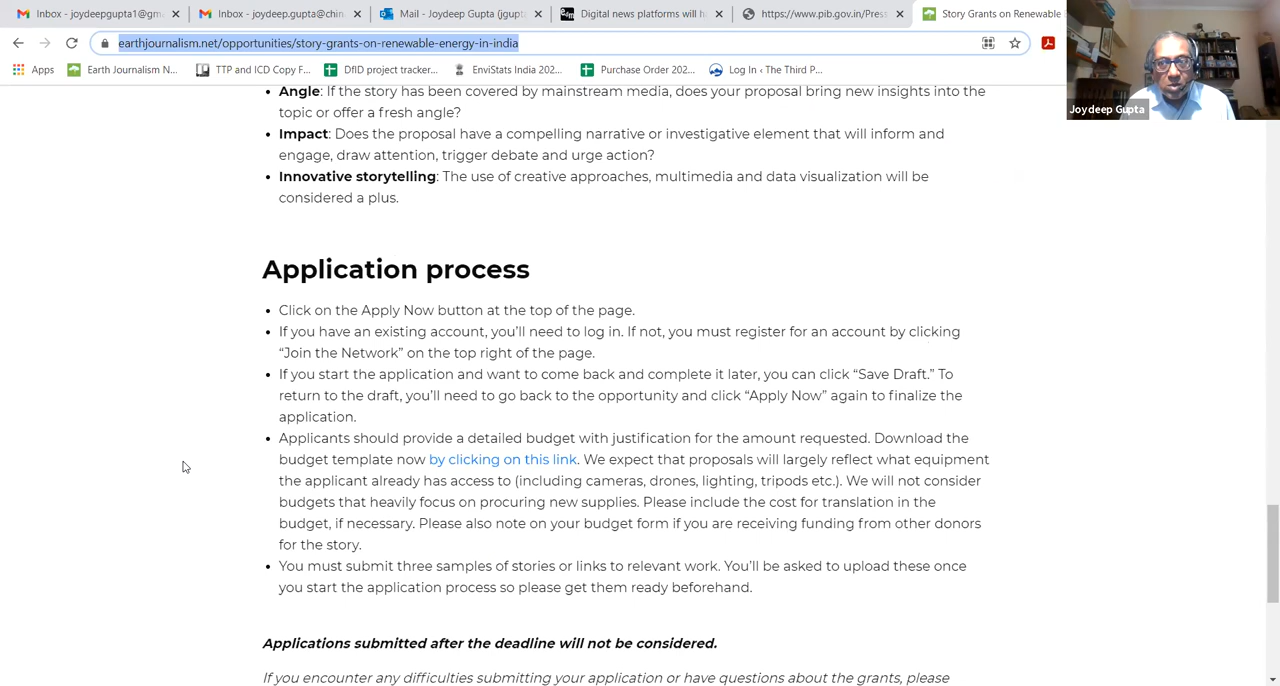 Inbox - joydeepgupta1@gm
Inbox - joydeep.gupta@chin
Mail - Joydeep Gupta (jgupt
Digital news platforms will h
https://www.pib.gov.in/Press
Story Grants on Renewable
earthjournalism.net/opportunities/story-grants-on-renewable-energy-in-india
Apps
Earth Journalism N...
TTP and ICD Copy F...
DfID project tracker...
EnviStats India 202...
Purchase Order 202...
Log In ‹ The Third P...
Joydeep Gupta
• Angle: If the story has been covered by mainstream media, does your proposal bring new insights into the
topic or offer a fresh angle?
• Impact: Does the proposal have a compelling narrative or investigative element that will inform and
engage, draw attention, trigger debate and urge action?
• Innovative storytelling: The use of creative approaches, multimedia and data visualization will be
considered a plus.
Application process
• Click on the Apply Now button at the top of the page.
• If you have an existing account, you’ll need to log in. If not, you must register for an account by clicking
“Join the Network” on the top right of the page.
• If you start the application and want to come back and complete it later, you can click “Save Draft.” To
return to the draft, you’ll need to go back to the opportunity and click “Apply Now” again to finalize the
application.
• Applicants should provide a detailed budget with justification for the amount requested. Download the
budget template now by clicking on this link. We expect that proposals will largely reflect what equipment
the applicant already has access to (including cameras, drones, lighting, tripods etc.). We will not consider
budgets that heavily focus on procuring new supplies. Please include the cost for translation in the
budget, if necessary. Please also note on your budget form if you are receiving funding from other donors
for the story.
• You must submit three samples of stories or links to relevant work. You’ll be asked to upload these once
you start the application process so please get them ready beforehand.
Applications submitted after the deadline will not be considered.
If you encounter any difficulties submitting your application or have questions about the grants, please